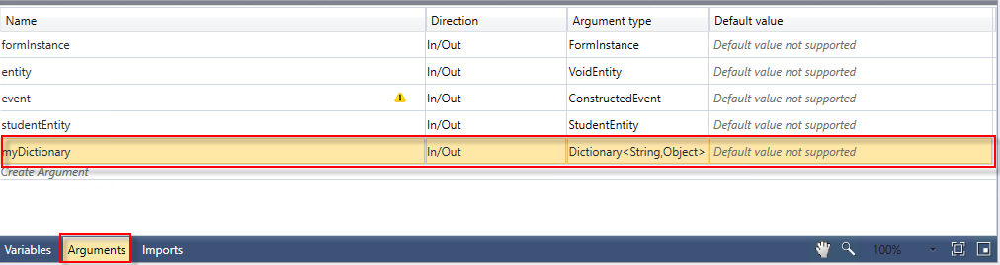 Name Direction Argument type Default value
formInstance In/Out FormInstance Default value not supported
entity In/Out VoidEntity Default value not supported
event In/Out ConstructedEvent Default value not supported
studentEntity In/Out StudentEntity Default value not supported
myDictionary In/Out Dictionary<String,Object> Default value not supported
Create Argument
Variables Arguments Imports 100%